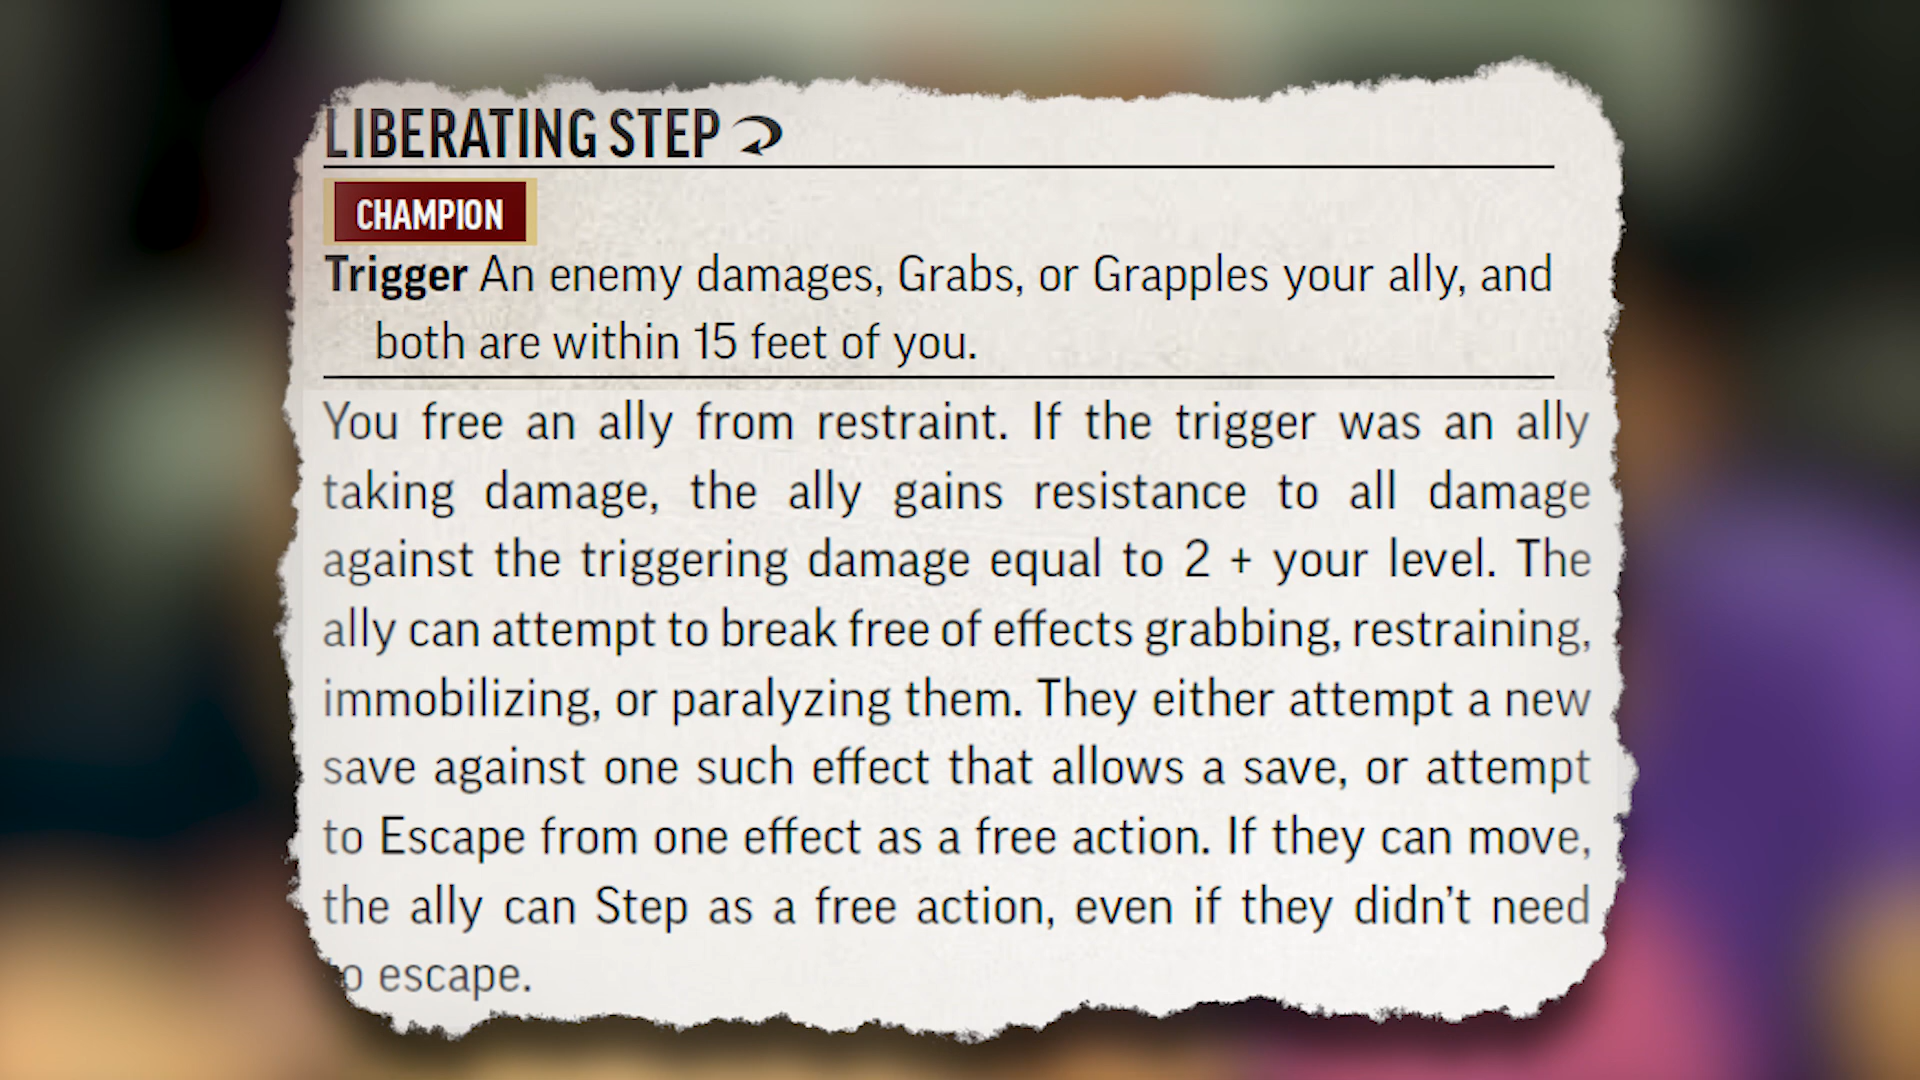 LIBERATING STEP
CHAMPION
Trigger An enemy damages, Grabs, or Grapples your ally, and
both are within 15 feet of you.
You free an ally from restraint. If the trigger was an ally
taking damage, the ally gains resistance to all damage
against the triggering damage equal to 2 + your level. The
ally can attempt to break free of effects grabbing, restraining,
immobilizing, or paralyzing them. They either attempt a new
save against one such effect that allows a save, or attempt
to Escape from one effect as a free action. If they can move,
the ally can Step as a free action, even if they didn't need
to escape.